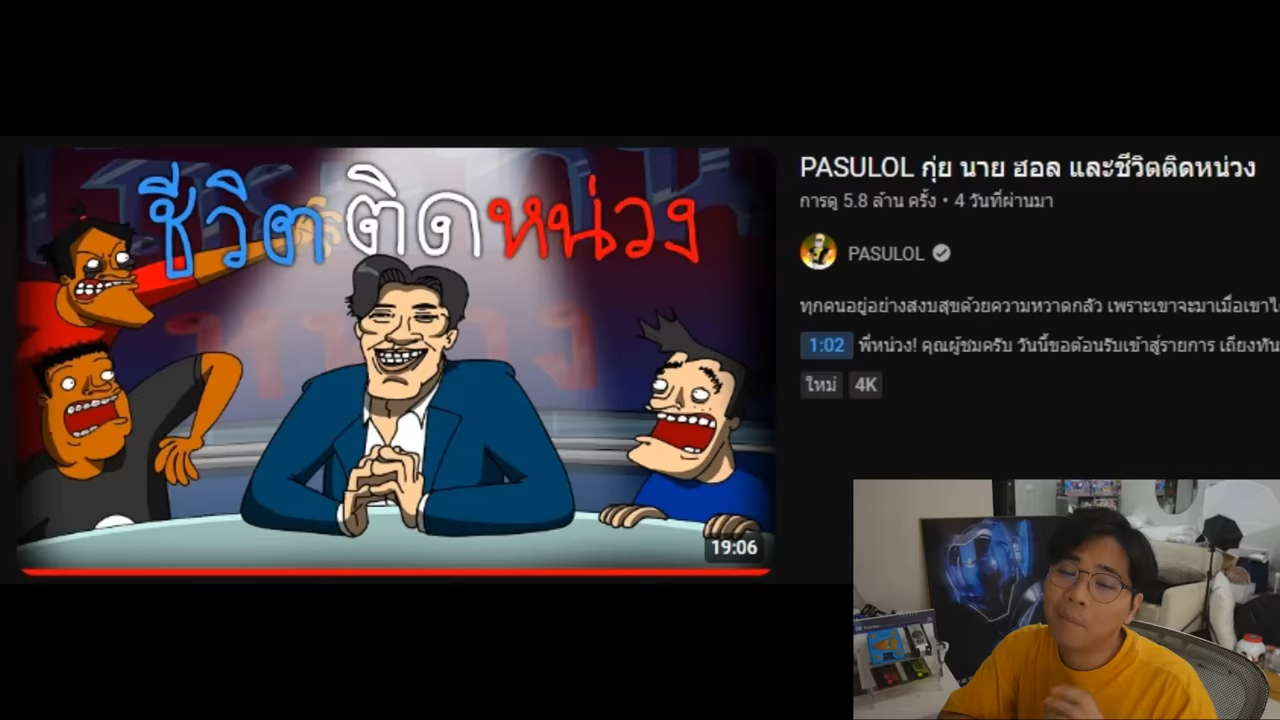 ชีวิตติดหน่วง
19:06
PASULOL กุ่ย นาย ฮอล และชีวิตติดหน่วง
การดู 5.8 ล้าน ครั้ง • 4 วันที่ผ่านมา
PASULOL
ทุกคนอยู่อย่างสงบสุขด้วยความหวาดกลัว เพราะเขาจะมาเมื่อเขาไ
1:02 พี่หน่วง! คุณผู้ชมครับ วันนี้ขอต้อนรับเข้าสู่รายการ เถียงทัน
ใหม่ 4K